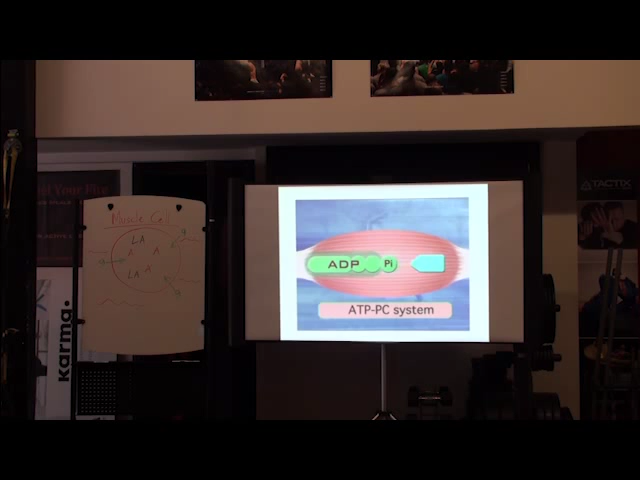 Muscle Cell
LA
LA
ADP Pi
ATP-PC system
karma.
TACTIX